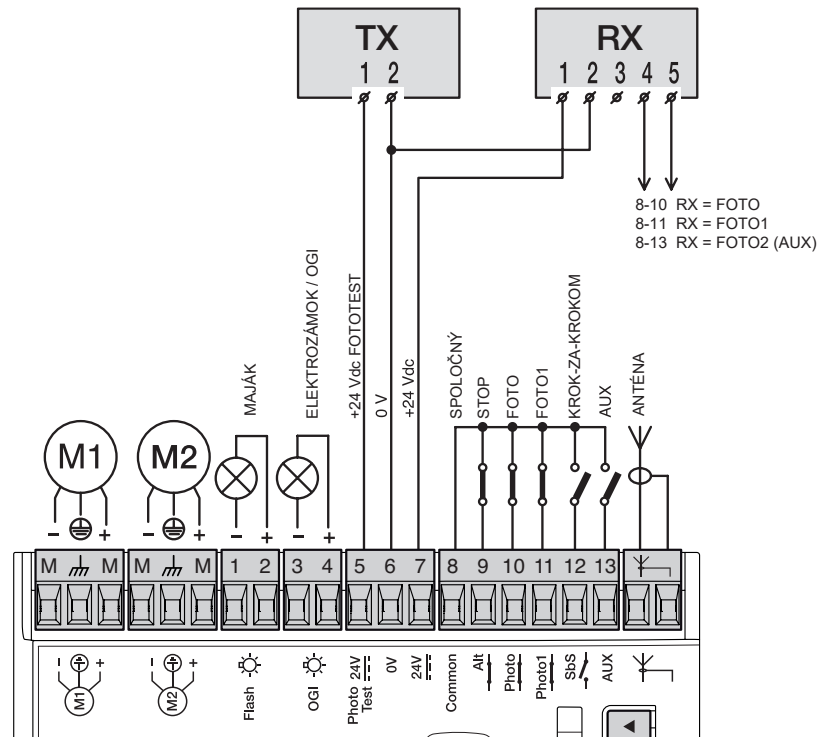 TX
RX
1 2
1 2 3 4 5
8-10 RX = FOTO
8-11 RX = FOTO1
8-13 RX = FOTO2 (AUX)
MAJÁK
ELEKTROZÁMOK / OGI
+24 Vdc FOTOTEST
0 V
+24 Vdc
SPOLOČNÝ
STOP
FOTO
FOTO1
KROK-ZA-KROKOM
AUX
ANTÉNA
M1
M2
- +
- +
- +
- +
M M M M 1 2 3 4 5 6 7 8 9 10 11 12 13
- +
M1
- +
M2
Flash
OGI
Photo 24V
Test
0V
24V
Common
Alt
Photo
Photo1
SbS
AUX